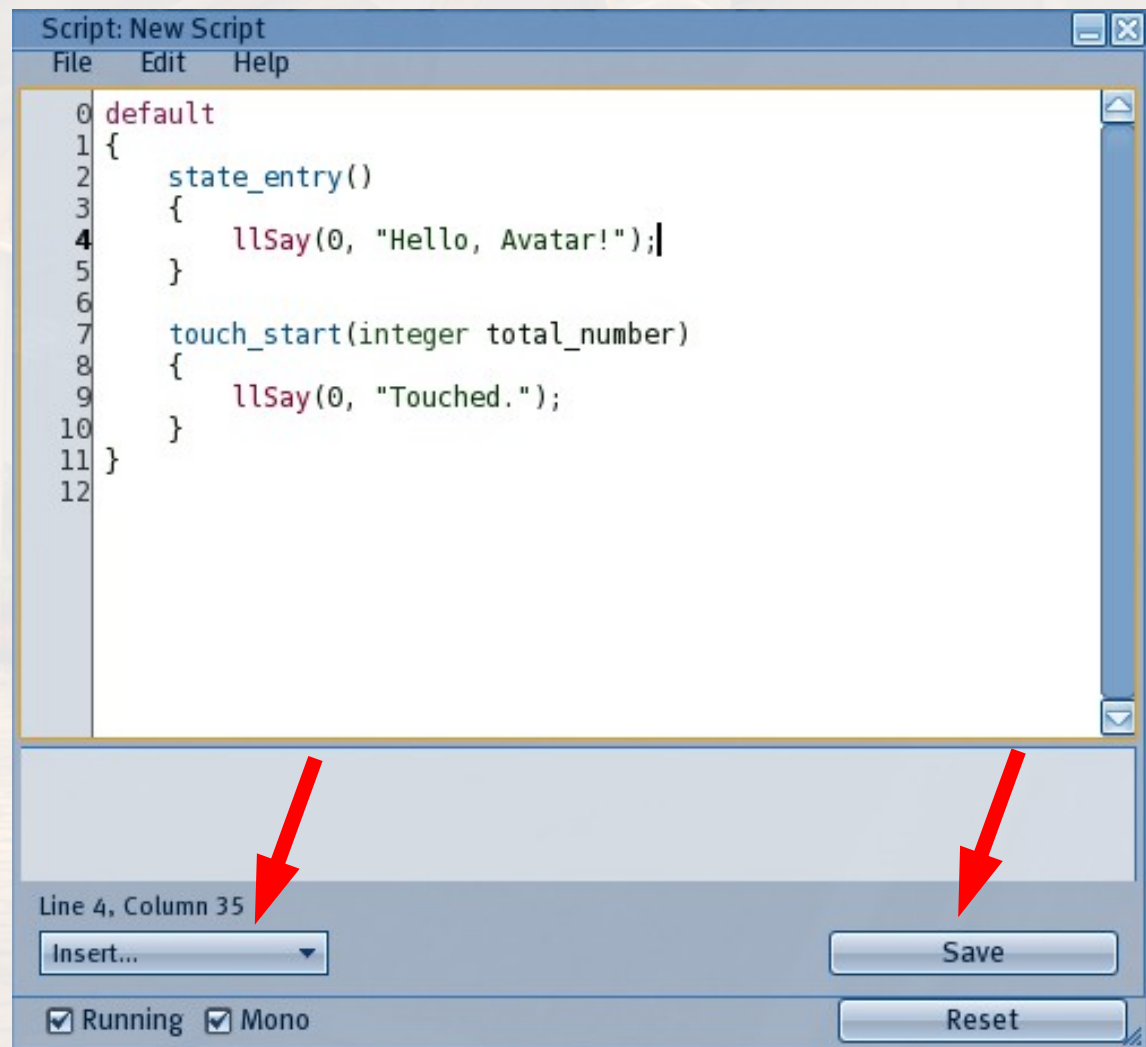 Script: New Script
File Edit Help
0 default
1 {
2     state_entry()
3     {
4         llSay(0, "Hello, Avatar!");
5     }
6
7     touch_start(integer total_number)
8     {
9         llSay(0, "Touched.");
10     }
11 }
12
Line 4, Column 35
Insert... Save
Running Mono Reset